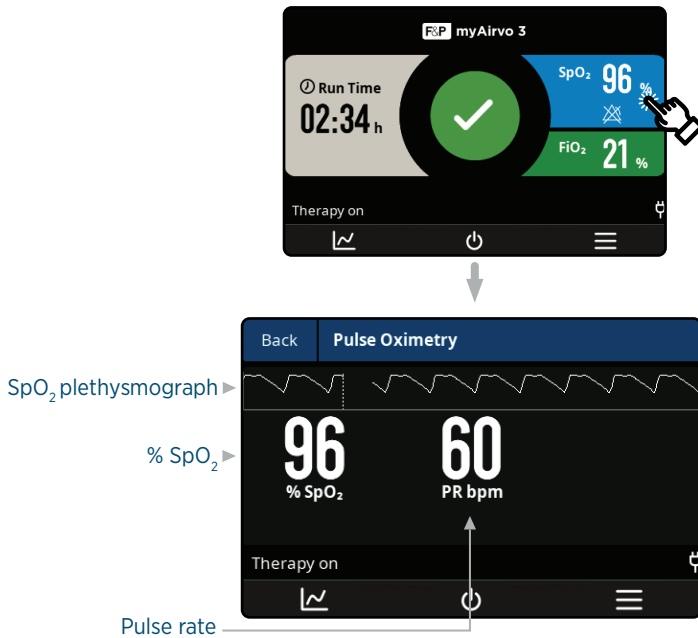 F&P myAirvo 3
Run Time
02:34 h
SpO₂ 96 %
FiO₂ 21 %
Therapy on
Back Pulse Oximetry
SpO₂ plethysmograph
% SpO₂
96 60
% SpO₂ PR bpm
Therapy on
Pulse rate